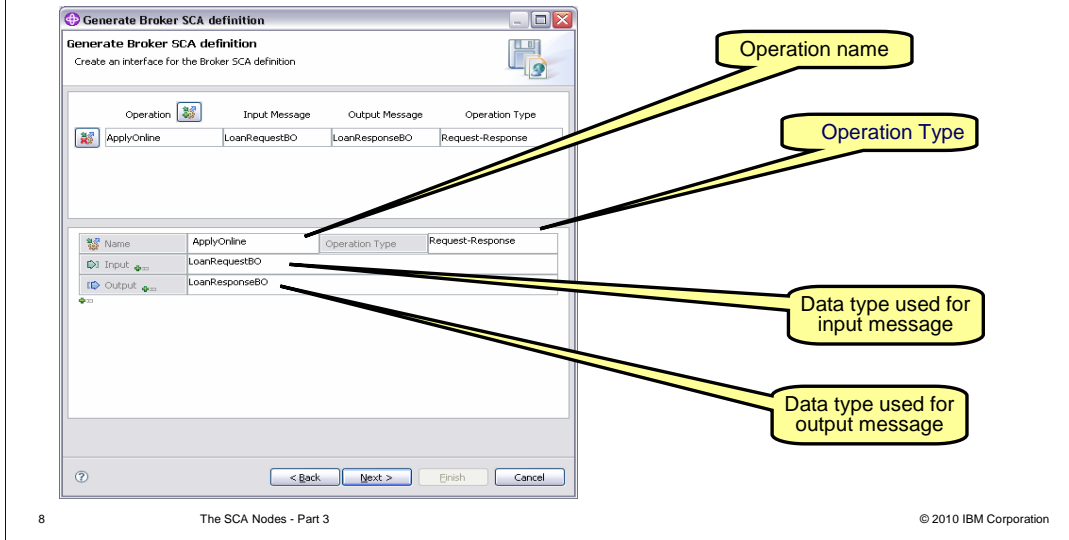 Generate Broker SCA definition
Generate Broker SCA definition
Create an interface for the Broker SCA definition
Operation Input Message Output Message Operation Type
ApplyOnline LoanRequestBO LoanResponseBO Request-Response
Name ApplyOnline Operation Type Request-Response
Input LoanRequestBO
Output LoanResponseBO
< Back Next > Finish Cancel
Operation name
Operation Type
Data type used for
input message
Data type used for
output message
8 The SCA Nodes - Part 3 © 2010 IBM Corporation